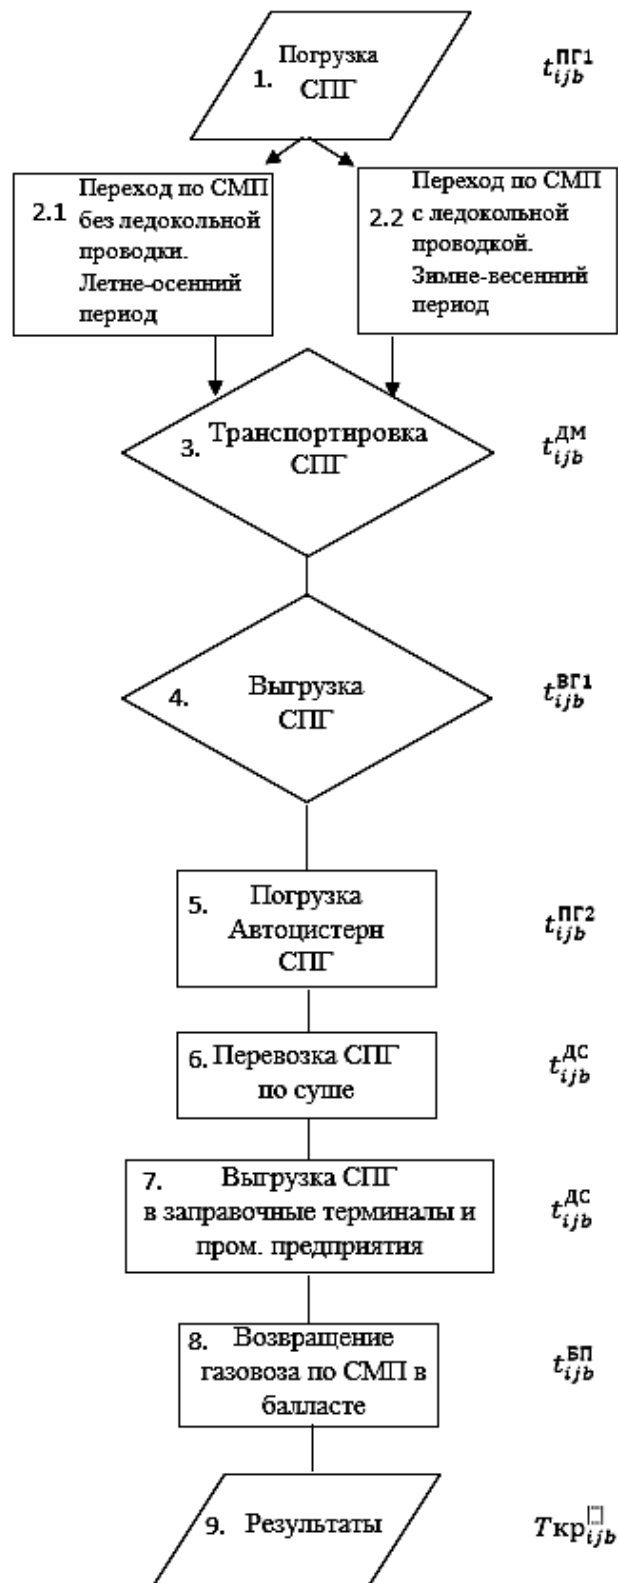 1. Погрузка
СПГ
t_{ijb}^{ПГ1}
2.1 Переход по СМП
без ледокольной
проводки.
Летне-осенний
период
2.2 Переход по СМП
с ледокольной
проводкой.
Зимне-весенний
период
3. Транспортировка
СПГ
t_{ijb}^{ДМ}
4. Выгрузка
СПГ
t_{ijb}^{ВГ1}
5. Погрузка
Автоцистерн
СПГ
t_{ijb}^{ПГ2}
6. Перевозка СПГ
по суше
t_{ijb}^{ДС}
7. Выгрузка СПГ
в заправочные терминалы и
пром. предприятия
t_{ijb}^{ДС}
8. Возвращение
газовоза по СМП в
балласте
t_{ijb}^{БП}
9. Результаты
Tкр_{ijb}